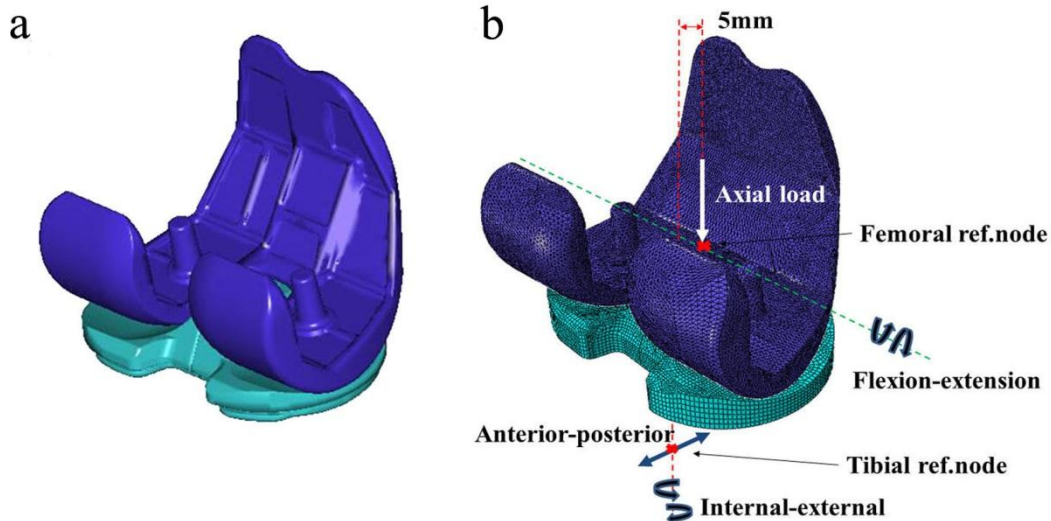 a
b
5mm
Axial load
Femoral ref.node
Flexion-extension
Anterior-posterior
Tibial ref.node
Internal-external